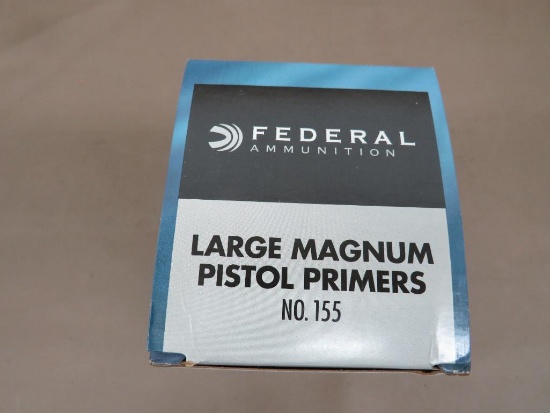 FEDERAL
AMMUNITION
LARGE MAGNUM
PISTOL PRIMERS
NO. 155